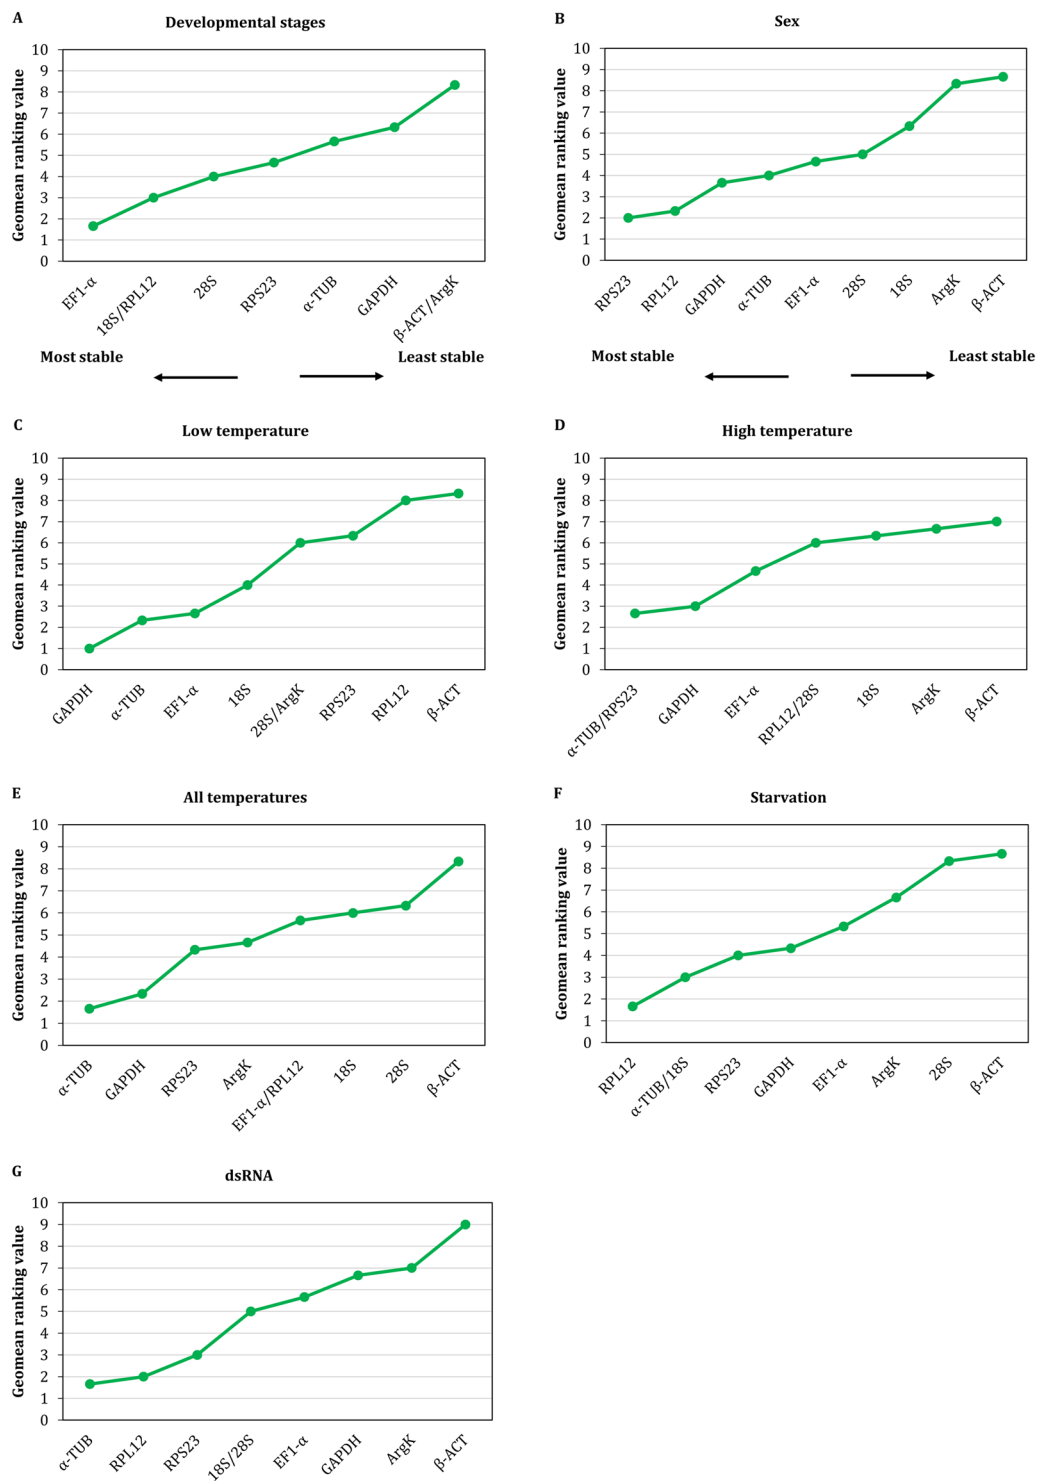 A
Developmental stages
Geomean ranking value
10
9
8
7
6
5
4
3
2
1
0
EF1-α
18S/RPL12
28S
RPS23
α-TUB
GAPDH
β-ACT/ArgK
Most stable
Least stable
B
Sex
Geomean ranking value
10
9
8
7
6
5
4
3
2
1
0
RPS23
RPL12
GAPDH
α-TUB
EF1-α
28S
18S
ArgK
β-ACT
Most stable
Least stable
C
Low temperature
Geomean ranking value
10
9
8
7
6
5
4
3
2
1
0
GAPDH
α-TUB
EF1-α
18S
28S/ArgK
RPS23
RPL12
β-ACT
D
High temperature
Geomean ranking value
10
9
8
7
6
5
4
3
2
1
0
α-TUB/RPS23
GAPDH
EF1-α
RPL12/28S
18S
ArgK
β-ACT
E
All temperatures
Geomean ranking value
10
9
8
7
6
5
4
3
2
1
0
α-TUB
GAPDH
RPS23
ArgK
EF1-α/RPL12
18S
28S
β-ACT
F
Starvation
Geomean ranking value
10
9
8
7
6
5
4
3
2
1
0
RPL12
α-TUB/18S
RPS23
GAPDH
EF1-α
ArgK
28S
β-ACT
G
dsRNA
Geomean ranking value
10
9
8
7
6
5
4
3
2
1
0
α-TUB
RPL12
RPS23
18S/28S
EF1-α
GAPDH
ArgK
β-ACT